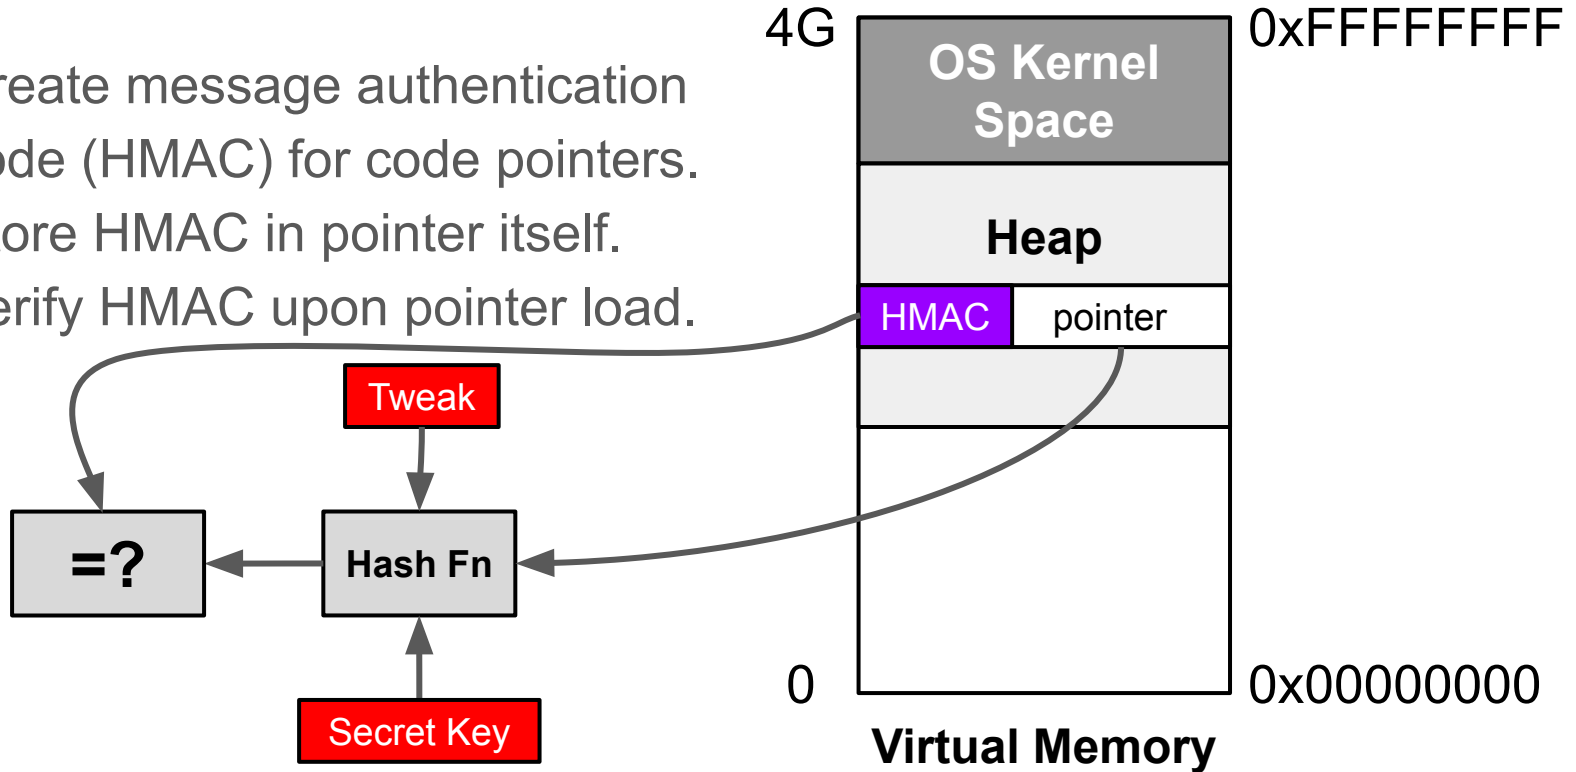 4G
0xFFFFFFFF
OS Kernel
Space
reate message authentication
ode (HMAC) for code pointers.
ore HMAC in pointer itself.
erify HMAC upon pointer load.
Heap
HMAC pointer
Tweak
=?
Hash Fn
Secret Key
0
0x00000000
Virtual Memory